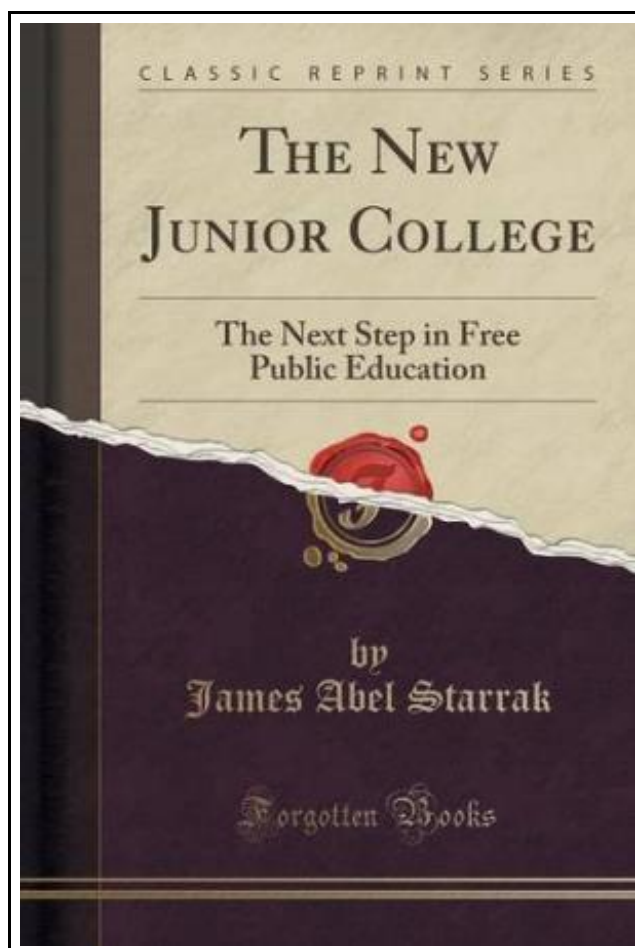 CLASSIC REPRINT SERIES
THE NEW
JUNIOR COLLEGE
The Next Step in Free
Public Education
F
by
James Abel Starrak
Forgotten Books